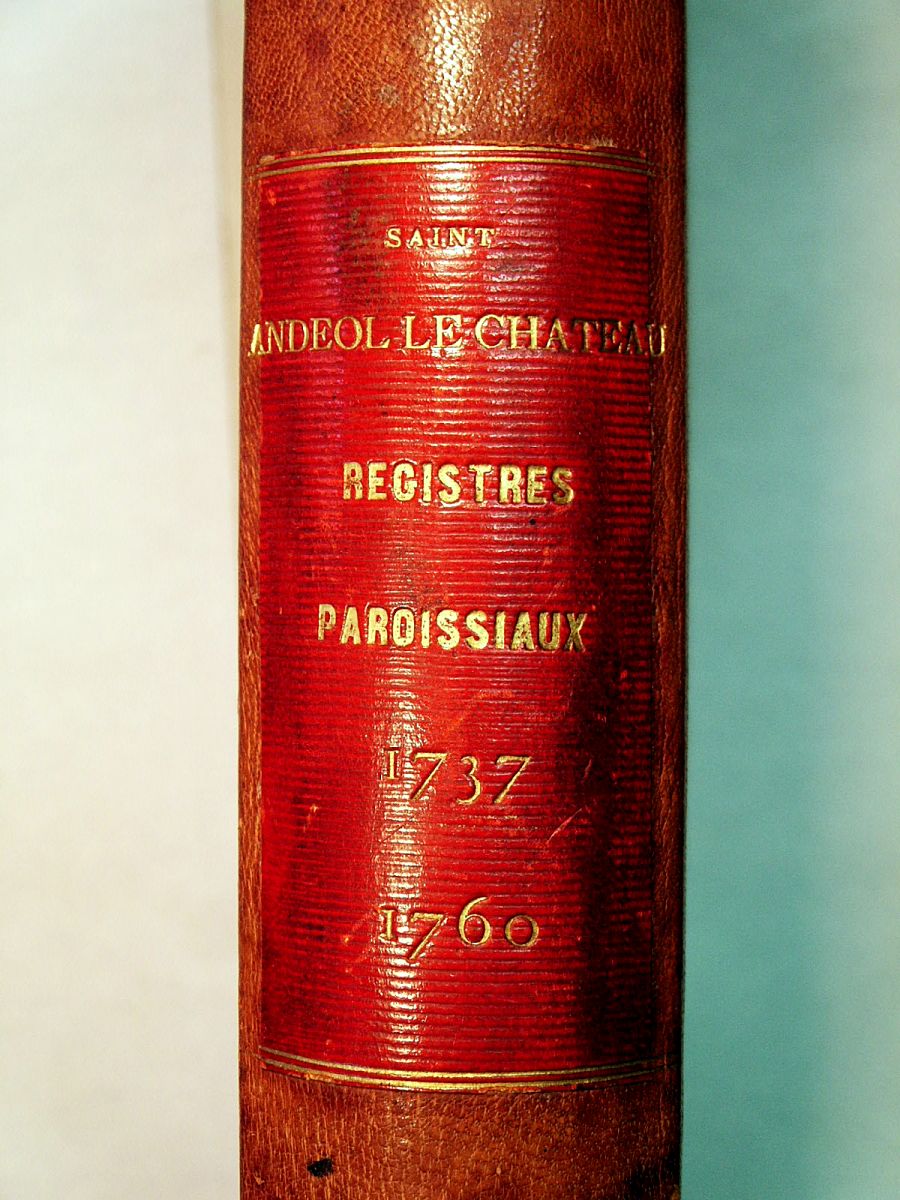 SAINT
ANDEOL LE CHATEAU
REGISTRES
PAROISSIAUX
1737
1760